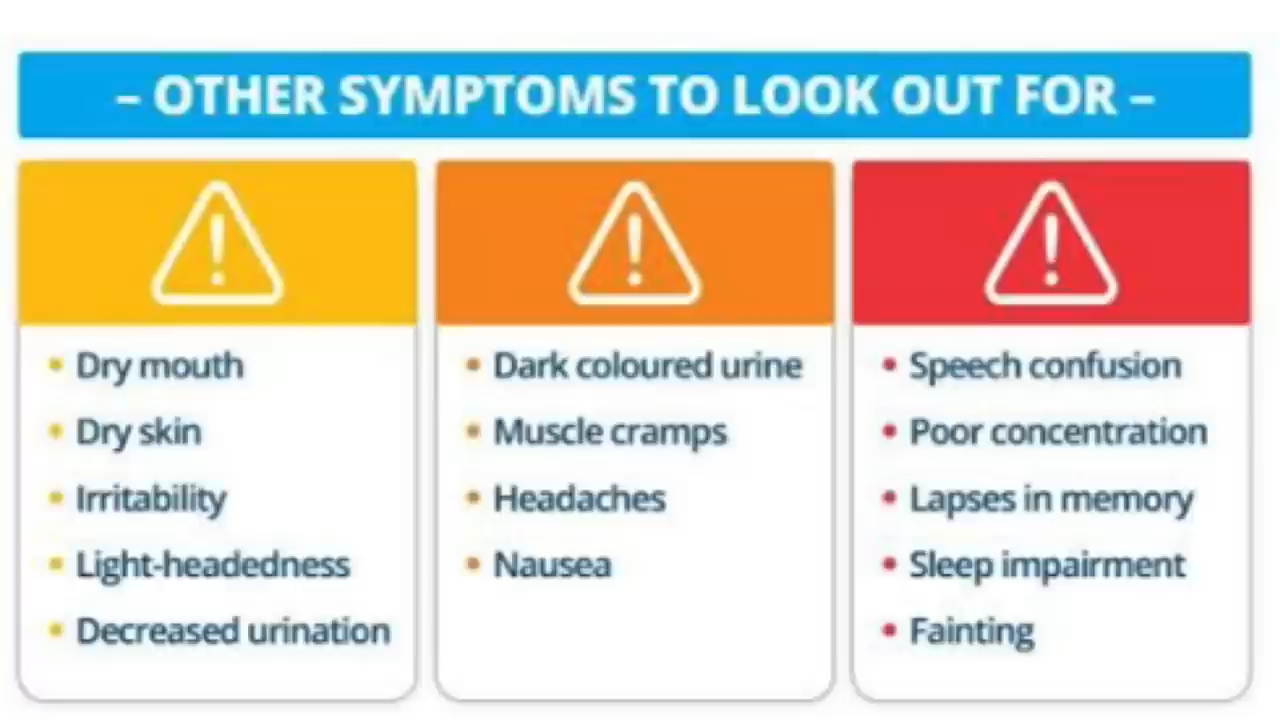 – OTHER SYMPTOMS TO LOOK OUT FOR –
Dry mouth
Dry skin
Irritability
Light-headedness
Decreased urination
Dark coloured urine
Muscle cramps
Headaches
Nausea
Speech confusion
Poor concentration
Lapses in memory
Sleep impairment
Fainting